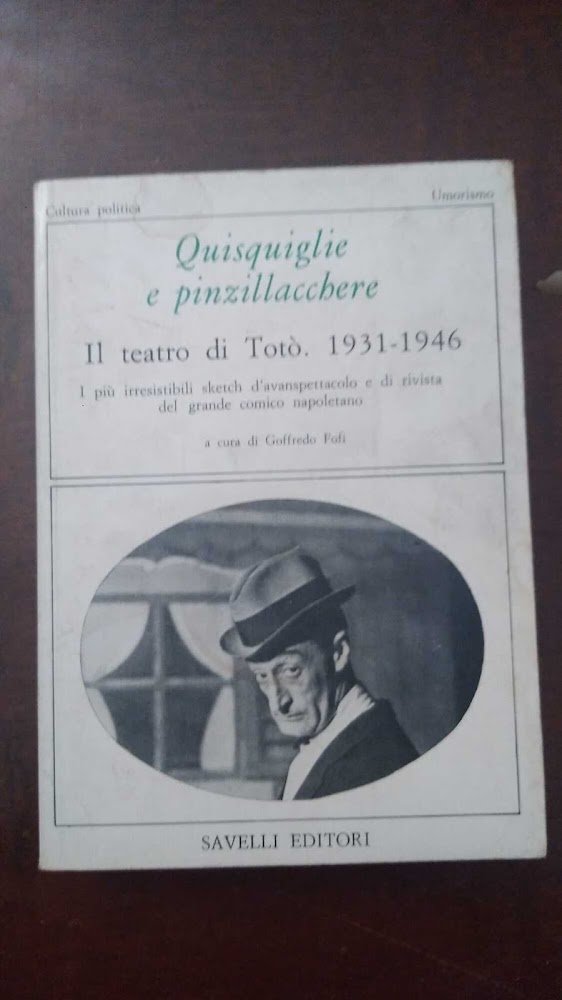 Cultura politica
Umorismo
Quisquiglie
e pinzillacchere
Il teatro di Totò. 1931-1946
I più irresistibili sketch d'avanspettacolo e di rivista
del grande comico napoletano
a cura di Goffredo Fofi
SAVELLI EDITORI